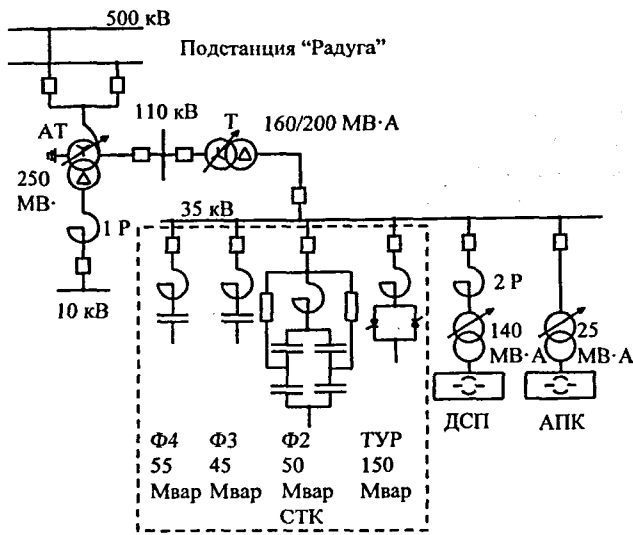 500 кВ
Подстанция “Радуга”
110 кВ
АТ
Т
160/200 МВ·А
250
МВ·
35 кВ
1 Р
2 Р
10 кВ
140
МВ·А
25
МВ·А
ДСП
АПК
Ф4
Ф3
Ф2
ТУР
55
45
50
150
Мвар
Мвар
Мвар
Мвар
СТК